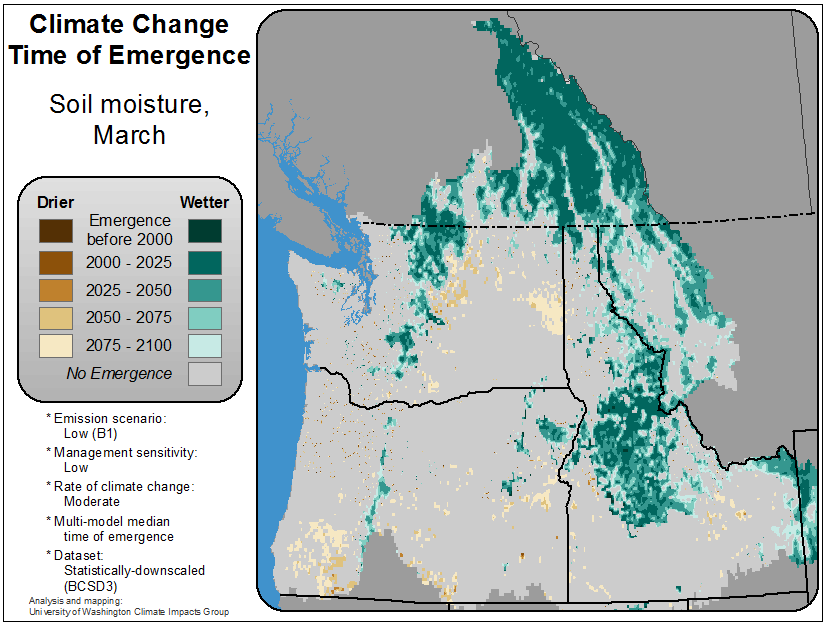 Climate Change
Time of Emergence
Soil moisture,
March
Drier
Wetter
Emergence
before 2000
2000 - 2025
2025 - 2050
2050 - 2075
2075 - 2100
No Emergence
* Emission scenario:
Low (B1)
* Management sensitivity:
Low
* Rate of climate change:
Moderate
* Multi-model median
time of emergence
* Dataset:
Statistically-downscaled
(BCSD3)
Analysis and mapping:
University of Washington Climate Impacts Group